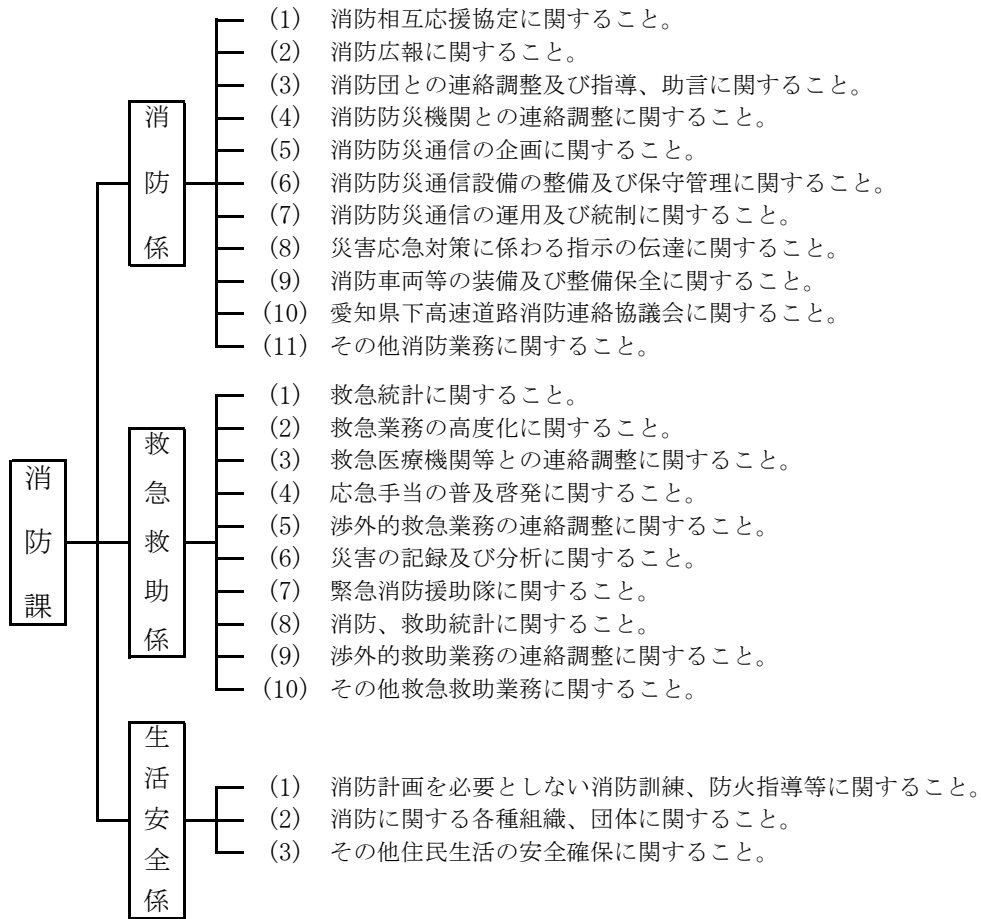 消防課
消防係
(1) 消防相互応援協定に関すること。
(2) 消防広報に関すること。
(3) 消防団との連絡調整及び指導、助言に関すること。
(4) 消防防災機関との連絡調整に関すること。
(5) 消防防災通信の企画に関すること。
(6) 消防防災通信設備の整備及び保守管理に関すること。
(7) 消防防災通信の運用及び統制に関すること。
(8) 災害応急対策に係わる指示の伝達に関すること。
(9) 消防車両等の装備及び整備保全に関すること。
(10) 愛知県下高速道路消防連絡協議会に関すること。
(11) その他消防業務に関すること。
救急救助係
(1) 救急統計に関すること。
(2) 救急業務の高度化に関すること。
(3) 救急医療機関等との連絡調整に関すること。
(4) 応急手当の普及啓発に関すること。
(5) 渉外的救急業務の連絡調整に関すること。
(6) 災害の記録及び分析に関すること。
(7) 緊急消防援助隊に関すること。
(8) 消防、救助統計に関すること。
(9) 渉外的救助業務の連絡調整に関すること。
(10) その他救急救助業務に関すること。
生活安全係
(1) 消防計画を必要としない消防訓練、防火指導等に関すること。
(2) 消防に関する各種組織、団体に関すること。
(3) その他住民生活の安全確保に関すること。